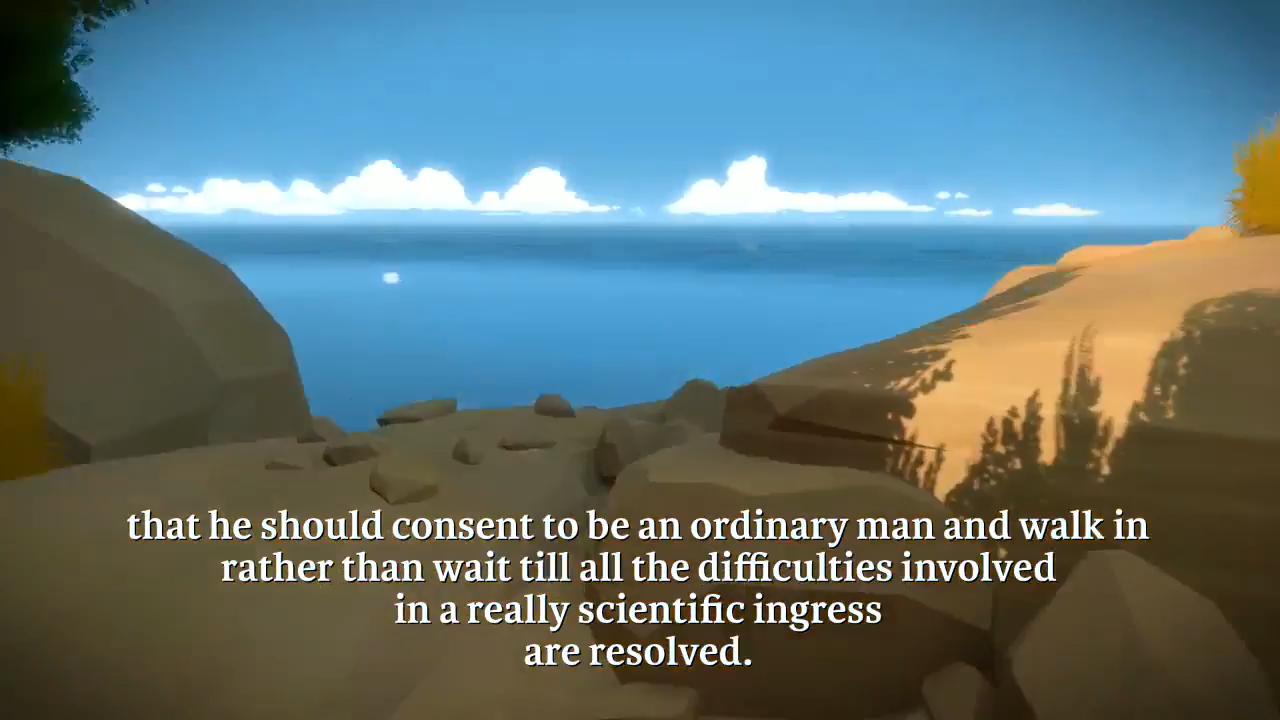 that he should consent to be an ordinary man and walk in
rather than wait till all the difficulties involved
in a really scientific ingress
are resolved.